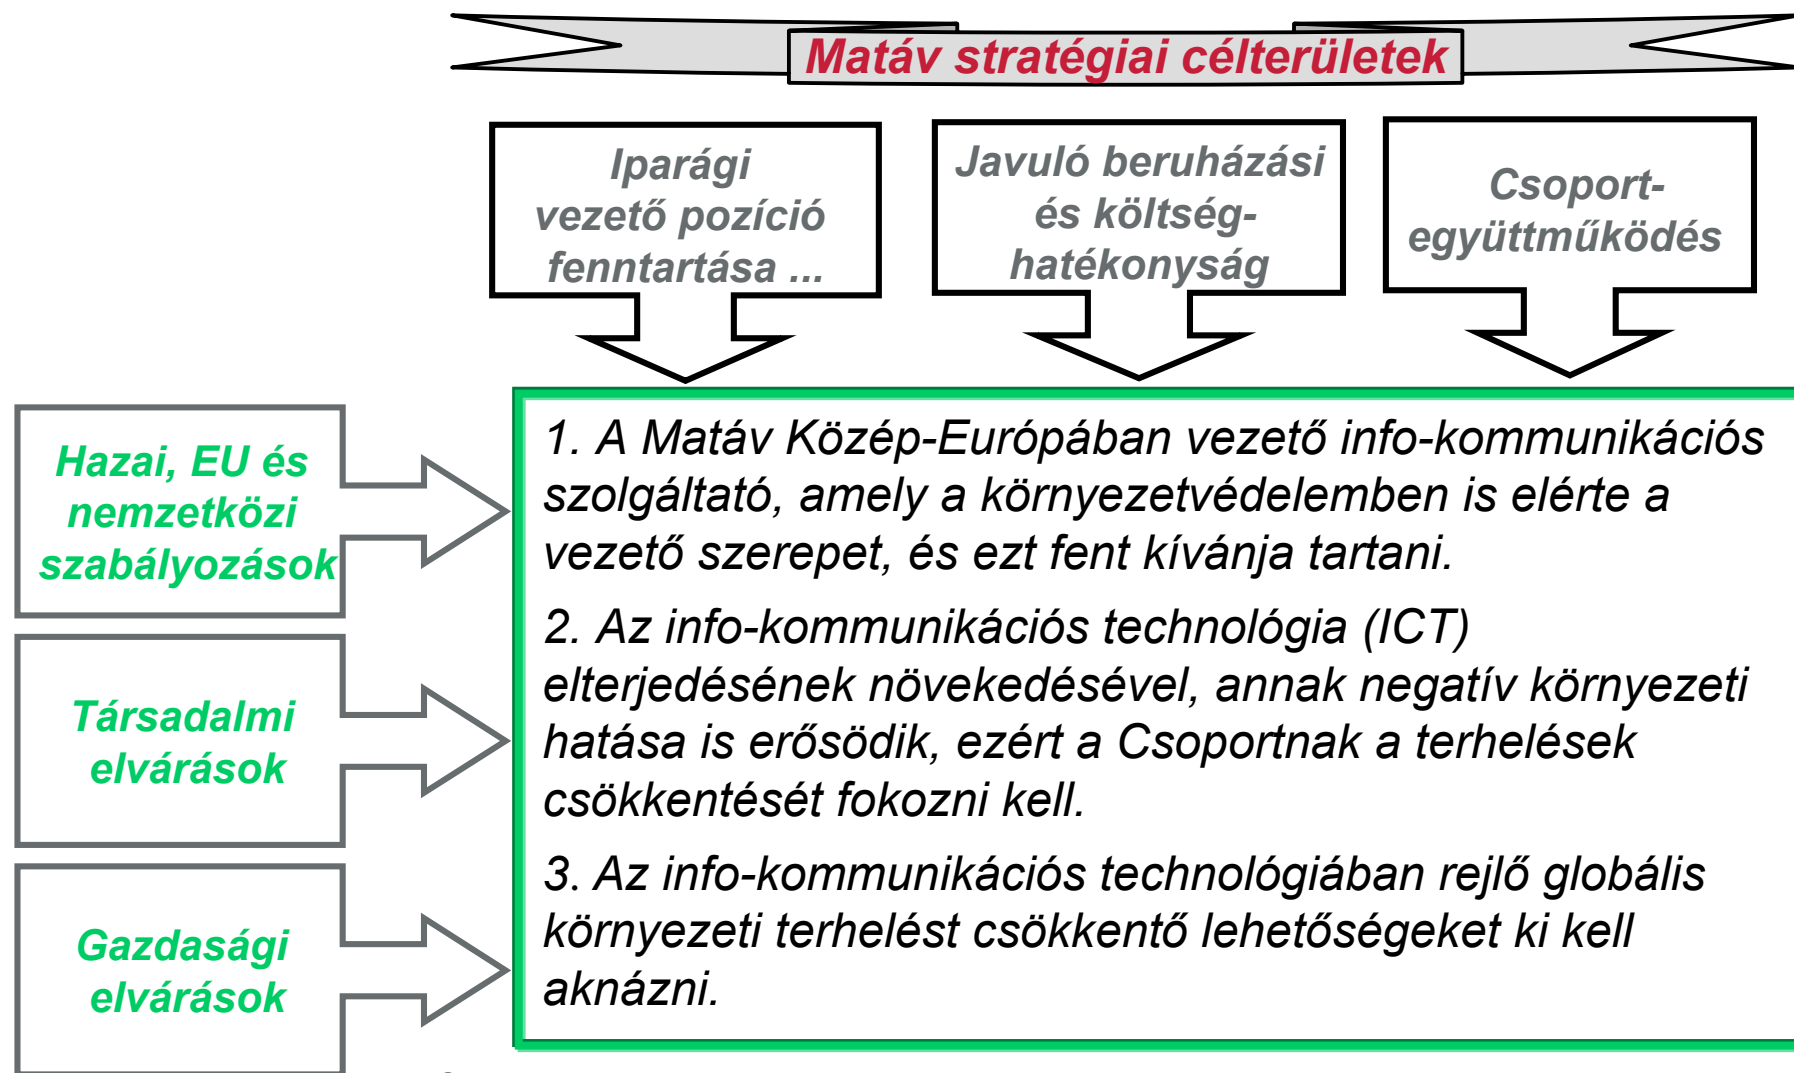 Matáv stratégiai célterületek
Iparági
vezető pozíció
fenntartása ...
Javuló beruházási
és költség-
hatékonyság
Csoport-
együttműködés
Hazai, EU és
nemzetközi
szabályozások
Társadalmi
elvárások
Gazdasági
elvárások
1. A Matáv Közép-Európában vezető info-kommunikációs
szolgáltató, amely a környezetvédelemben is elérte a
vezető szerepet, és ezt fent kívánja tartani.
2. Az info-kommunikációs technológia (ICT)
elterjedésének növekedésével, annak negatív környezeti
hatása is erősödik, ezért a Csoportnak a terhelések
csökkentését fokozni kell.
3. Az info-kommunikációs technológiában rejlő globális
környezeti terhelést csökkentő lehetőségeket ki kell
aknázni.